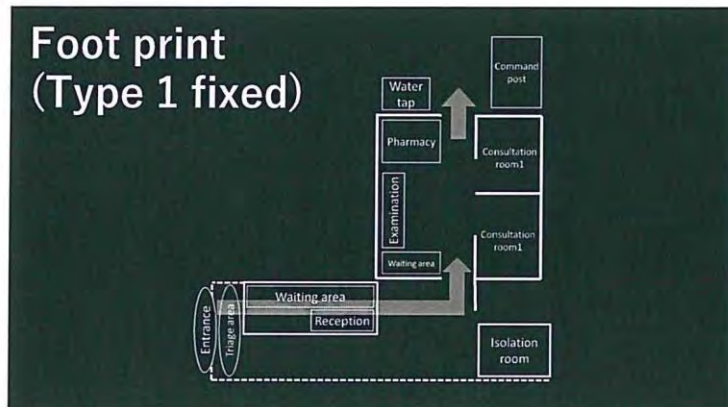 Foot print
(Type 1 fixed)
Command
post
Water
tap
Pharmacy
Consultation
room1
Examination
Consultation
room1
Waiting area
Waiting area
Reception
Entrance
Triage area
Isolation
room